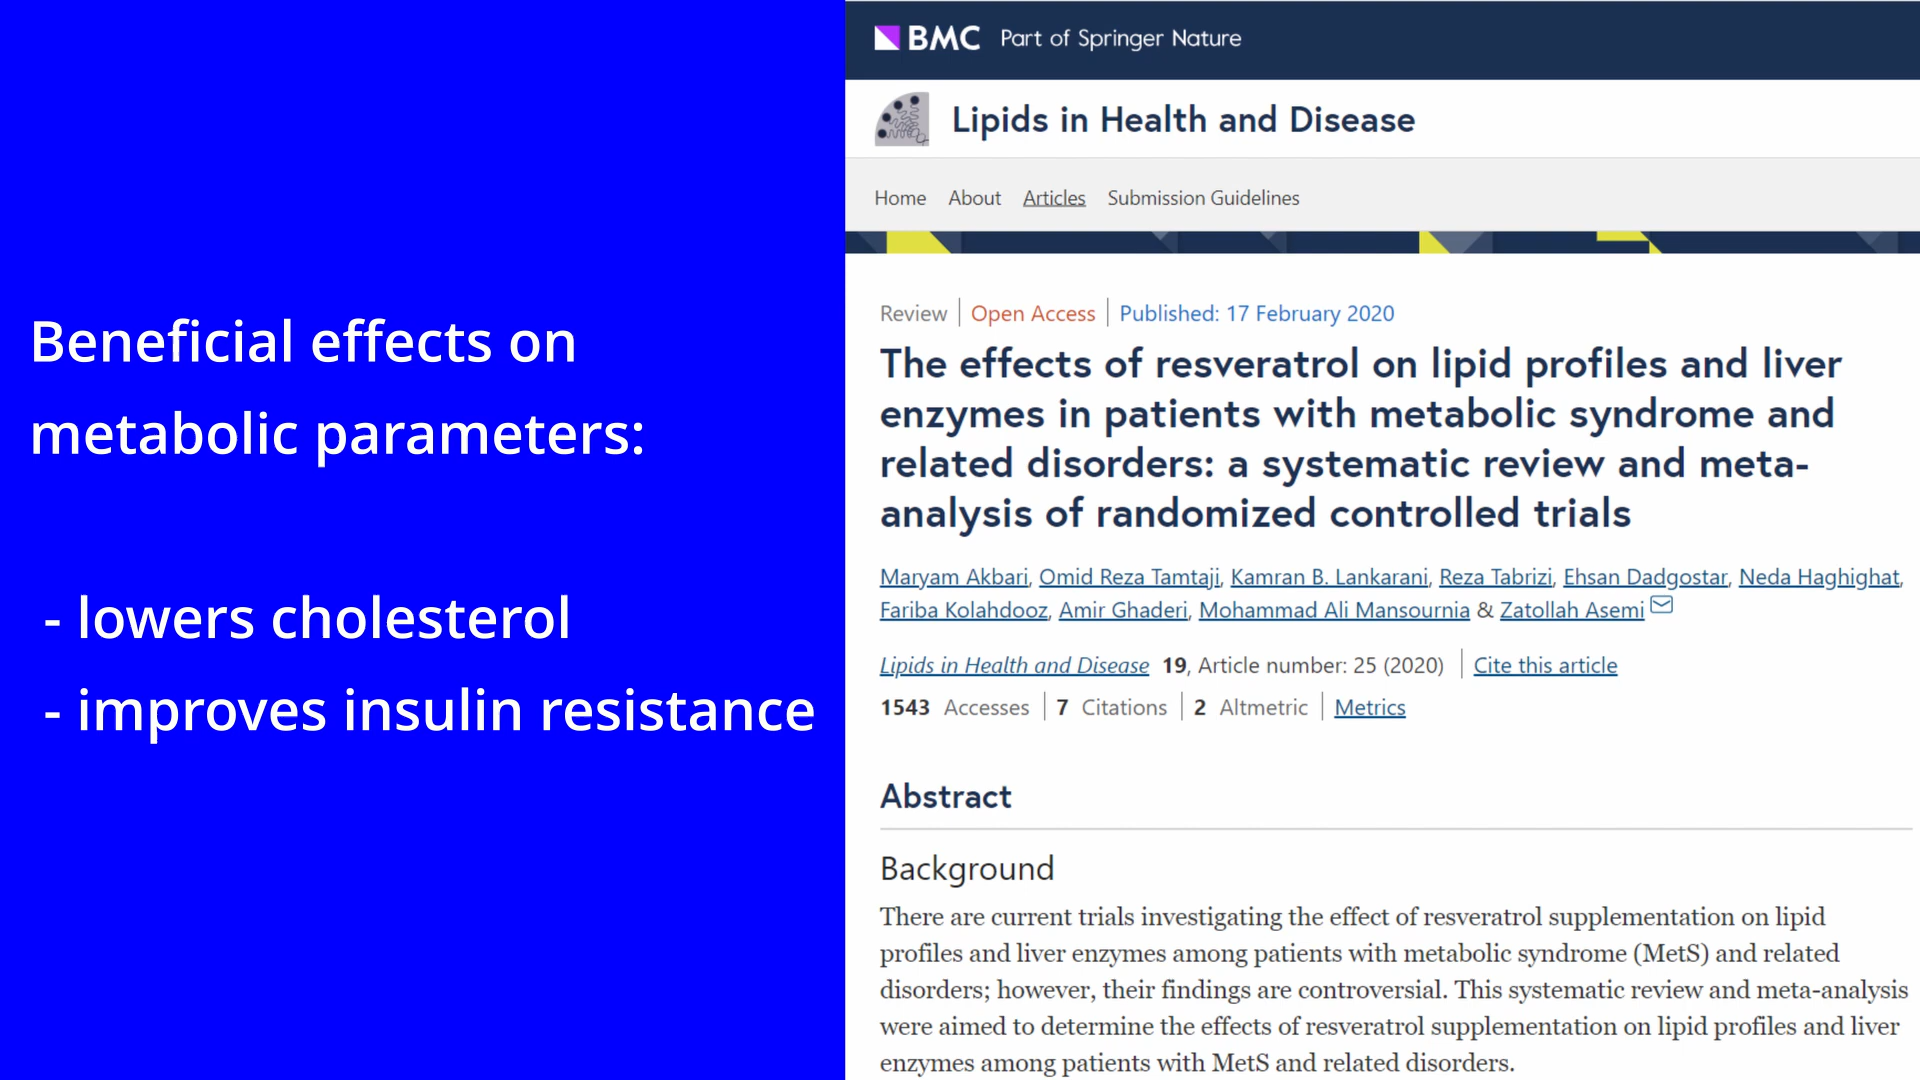 Beneficial effects on
metabolic parameters:
- lowers cholesterol
- improves insulin resistance
BMC Part of Springer Nature
Lipids in Health and Disease
Home About Articles Submission Guidelines
Review Open Access Published: 17 February 2020
The effects of resveratrol on lipid profiles and liver
enzymes in patients with metabolic syndrome and
related disorders: a systematic review and meta-
analysis of randomized controlled trials
Maryam Akbari, Omid Reza Tamtaji, Kamran B. Lankarani, Reza Tabrizi, Ehsan Dadgostar, Neda Haghighat,
Fariba Kolahdooz, Amir Ghaderi, Mohammad Ali Mansournia & Zatollah Asemi
Lipids in Health and Disease 19, Article number: 25 (2020) Cite this article
1543 Accesses 7 Citations 2 Altmetric Metrics
Abstract
Background
There are current trials investigating the effect of resveratrol supplementation on lipid
profiles and liver enzymes among patients with metabolic syndrome (MetS) and related
disorders; however, their findings are controversial. This systematic review and meta-analysis
were aimed to determine the effects of resveratrol supplementation on lipid profiles and liver
enzymes among patients with MetS and related disorders.